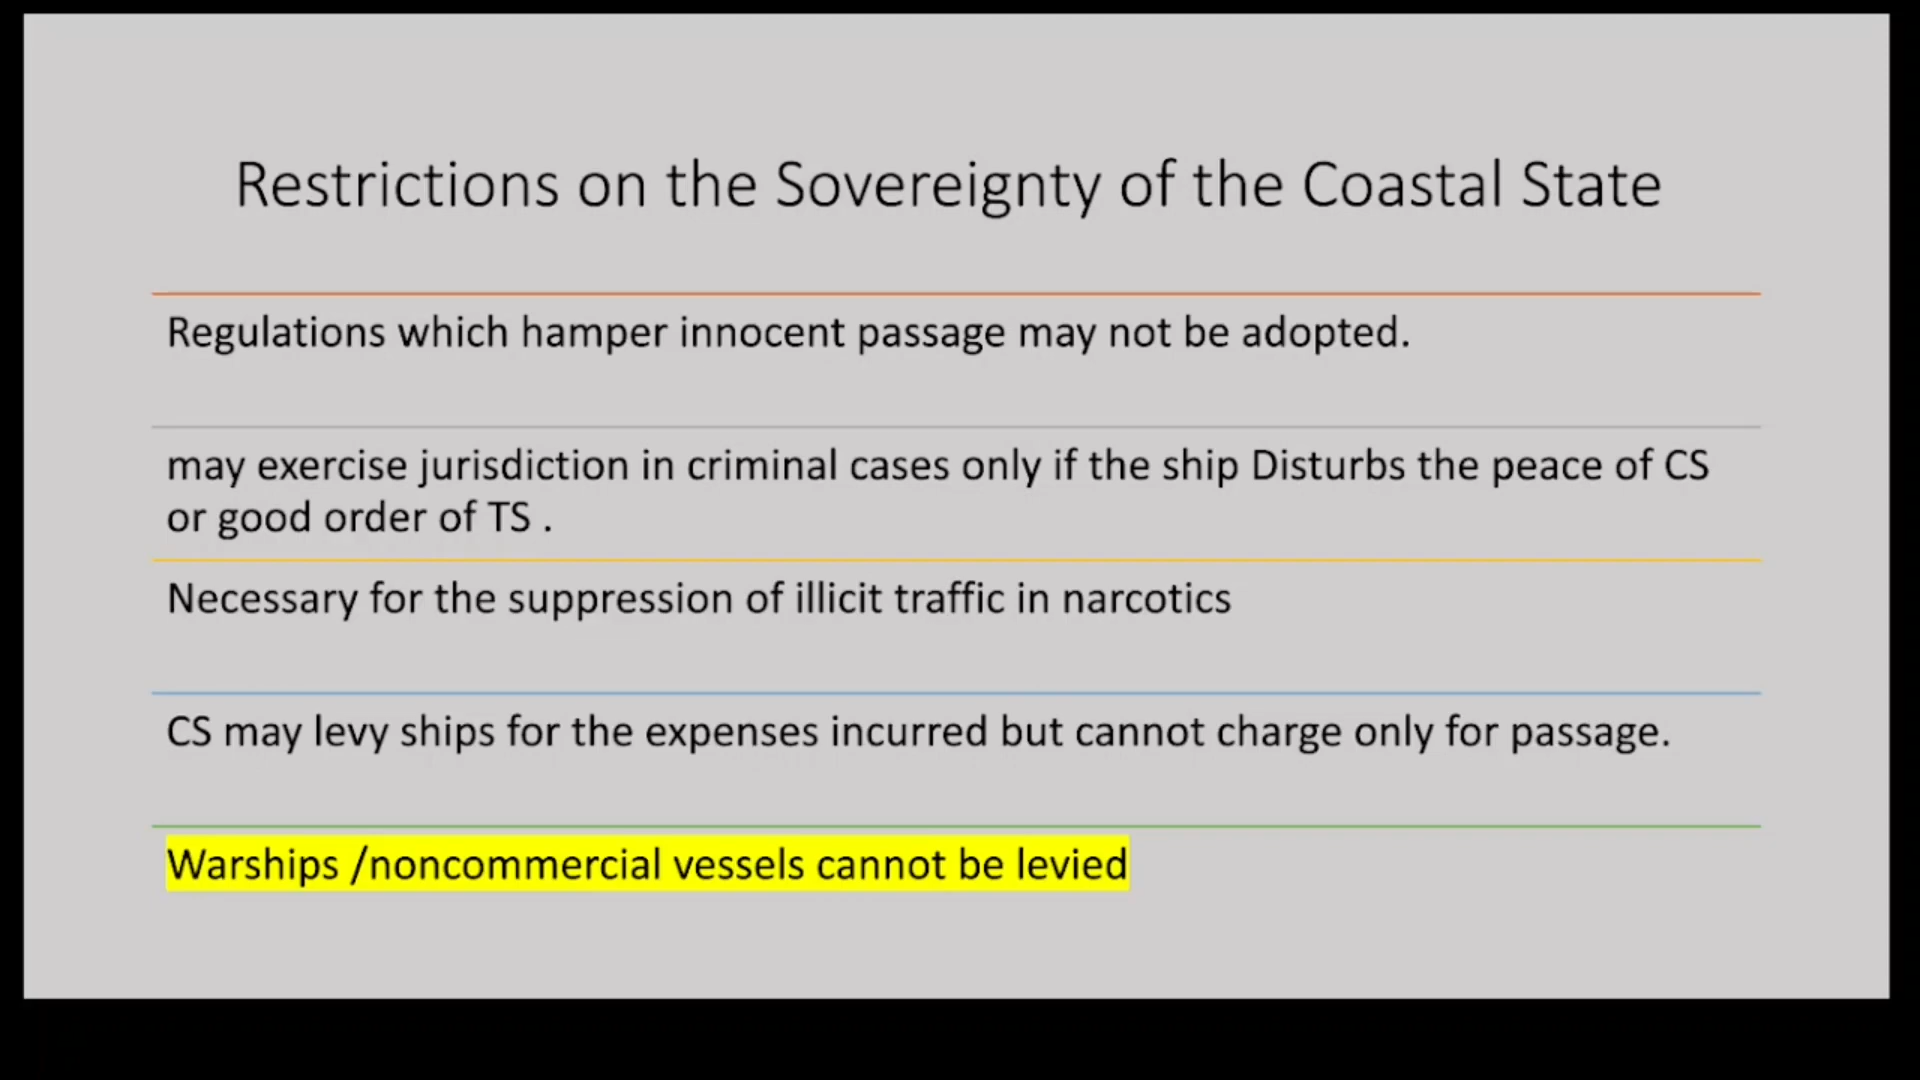 Restrictions on the Sovereignty of the Coastal State
Regulations which hamper innocent passage may not be adopted.
may exercise jurisdiction in criminal cases only if the ship Disturbs the peace of CS
or good order of TS .
Necessary for the suppression of illicit traffic in narcotics
CS may levy ships for the expenses incurred but cannot charge only for passage.
Warships /noncommercial vessels cannot be levied